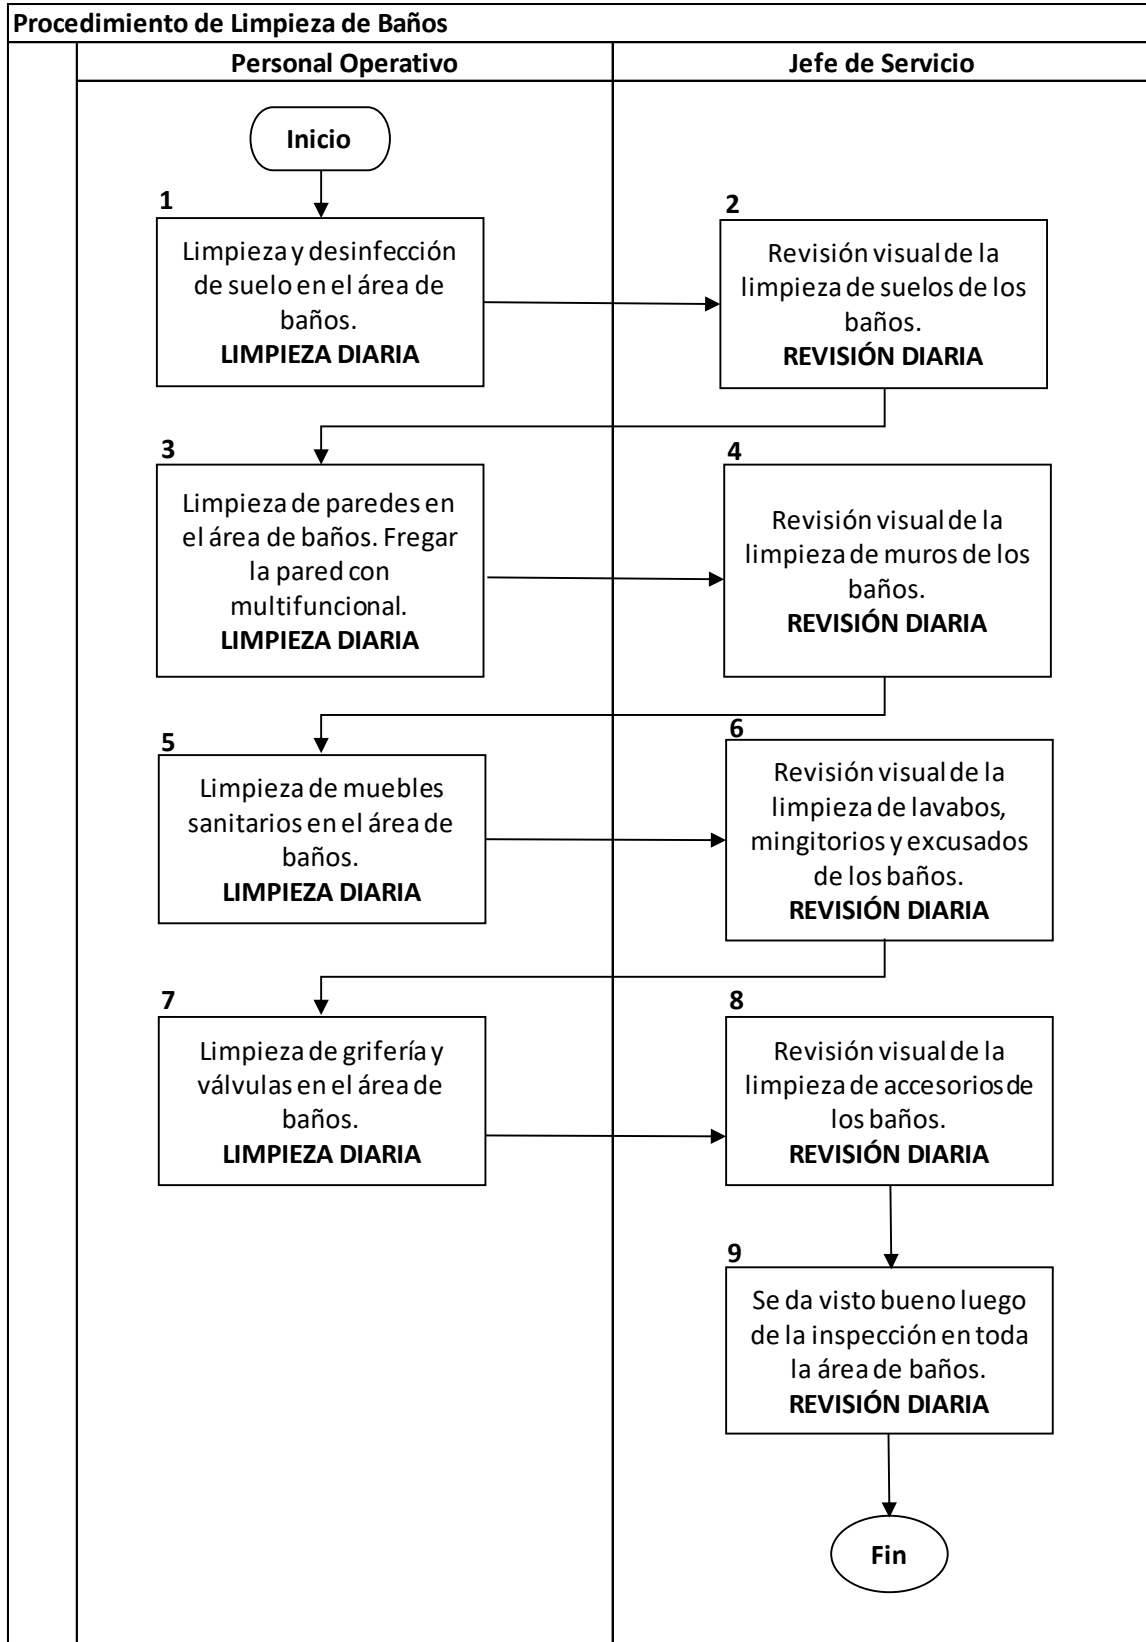 Procedimiento de Limpieza de Baños
Personal Operativo
Jefe de Servicio
Inicio
1
Limpieza y desinfección
de suelo en el área de
baños.
LIMPIEZA DIARIA
2
Revisión visual de la
limpieza de suelos de los
baños.
REVISIÓN DIARIA
3
Limpieza de paredes en
el área de baños. Fregar
la pared con
multifuncional.
LIMPIEZA DIARIA
4
Revisión visual de la
limpieza de muros de los
baños.
REVISIÓN DIARIA
5
Limpieza de muebles
sanitarios en el área de
baños.
LIMPIEZA DIARIA
6
Revisión visual de la
limpieza de lavabos,
mingitorios y excusados
de los baños.
REVISIÓN DIARIA
7
Limpieza de grifería y
válvulas en el área de
baños.
LIMPIEZA DIARIA
8
Revisión visual de la
limpieza de accesorios de
los baños.
REVISIÓN DIARIA
9
Se da visto bueno luego
de la inspección en toda
la área de baños.
REVISIÓN DIARIA
Fin